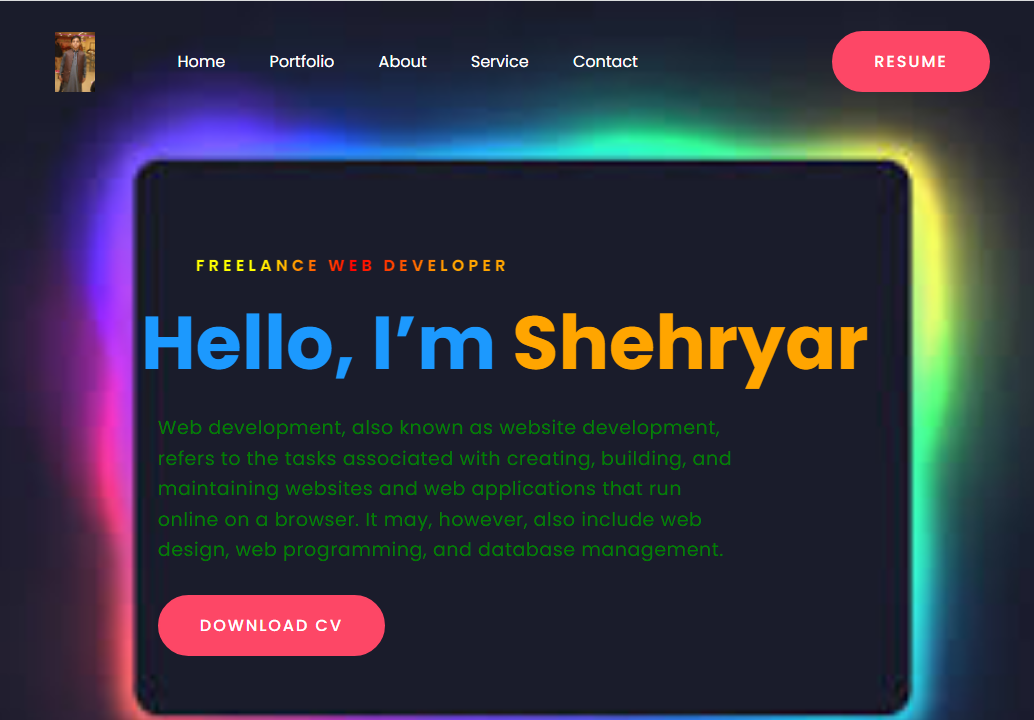 Home Portfolio About Service Contact RESUME
FREELANCE WEB DEVELOPER
Hello, I’m Shehryar
Web development, also known as website development,
refers to the tasks associated with creating, building, and
maintaining websites and web applications that run
online on a browser. It may, however, also include web
design, web programming, and database management.
DOWNLOAD CV